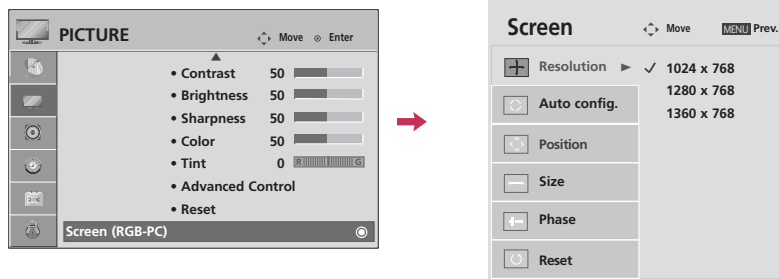 PICTURE
Move
Enter
• Contrast 50
• Brightness 50
• Sharpness 50
• Color 50
• Tint 0 R G
• Advanced Control
• Reset
Screen (RGB-PC)
Screen
Move
MENU Prev.
Resolution ► ✓ 1024 x 768
1280 x 768
Auto config.
1360 x 768
Position
Size
Phase
Reset